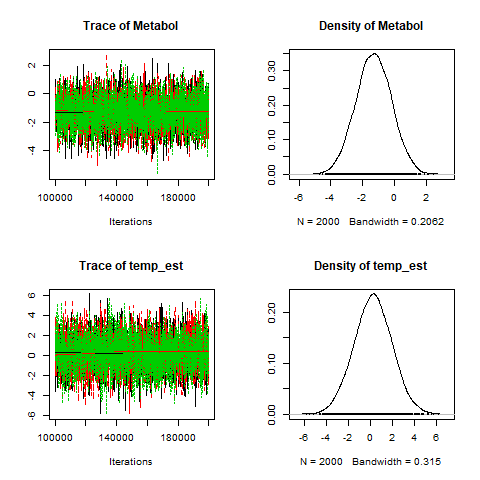 Trace of Metabol
2
0
-2
-4
100000 140000 180000
Iterations
Density of Metabol
0.30
0.20
0.10
0.00
-6 -4 -2 0 2
N = 2000 Bandwidth = 0.2062
Trace of temp_est
6
4
2
0
-2
-4
-6
100000 140000 180000
Iterations
Density of temp_est
0.20
0.10
0.00
-6 -4 -2 0 2 4 6
N = 2000 Bandwidth = 0.315